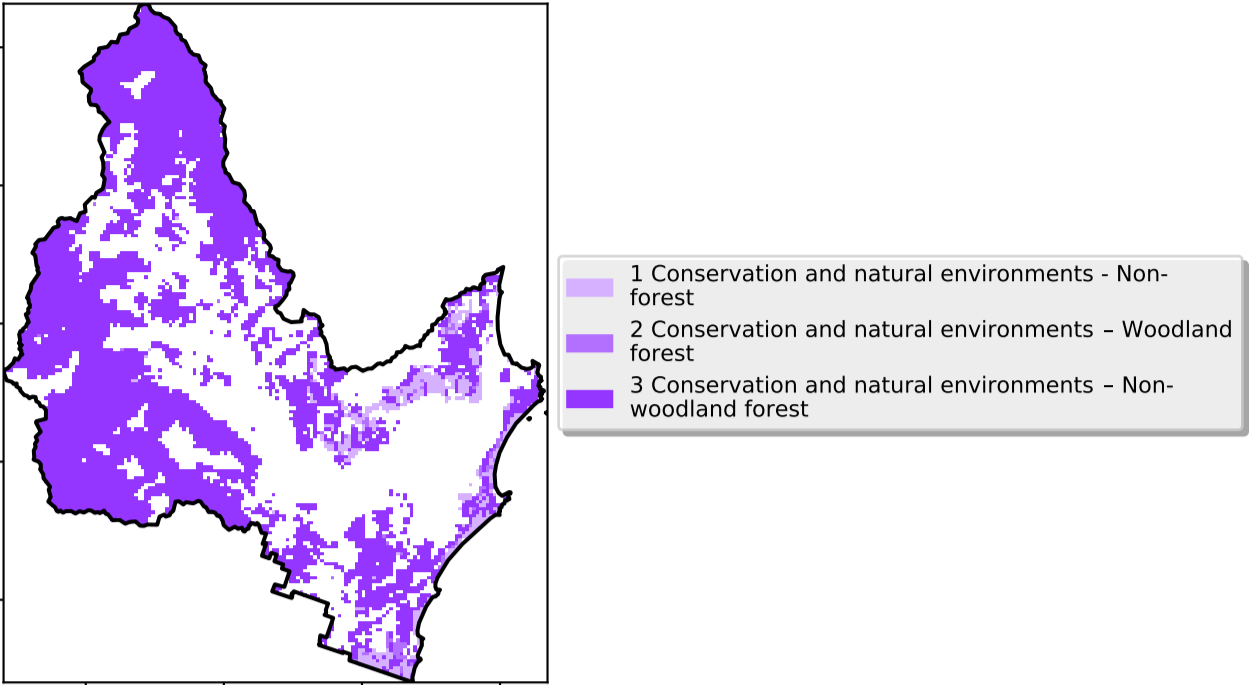 1 Conservation and natural environments - Non-
forest
2 Conservation and natural environments – Woodland
forest
3 Conservation and natural environments – Non-
woodland forest